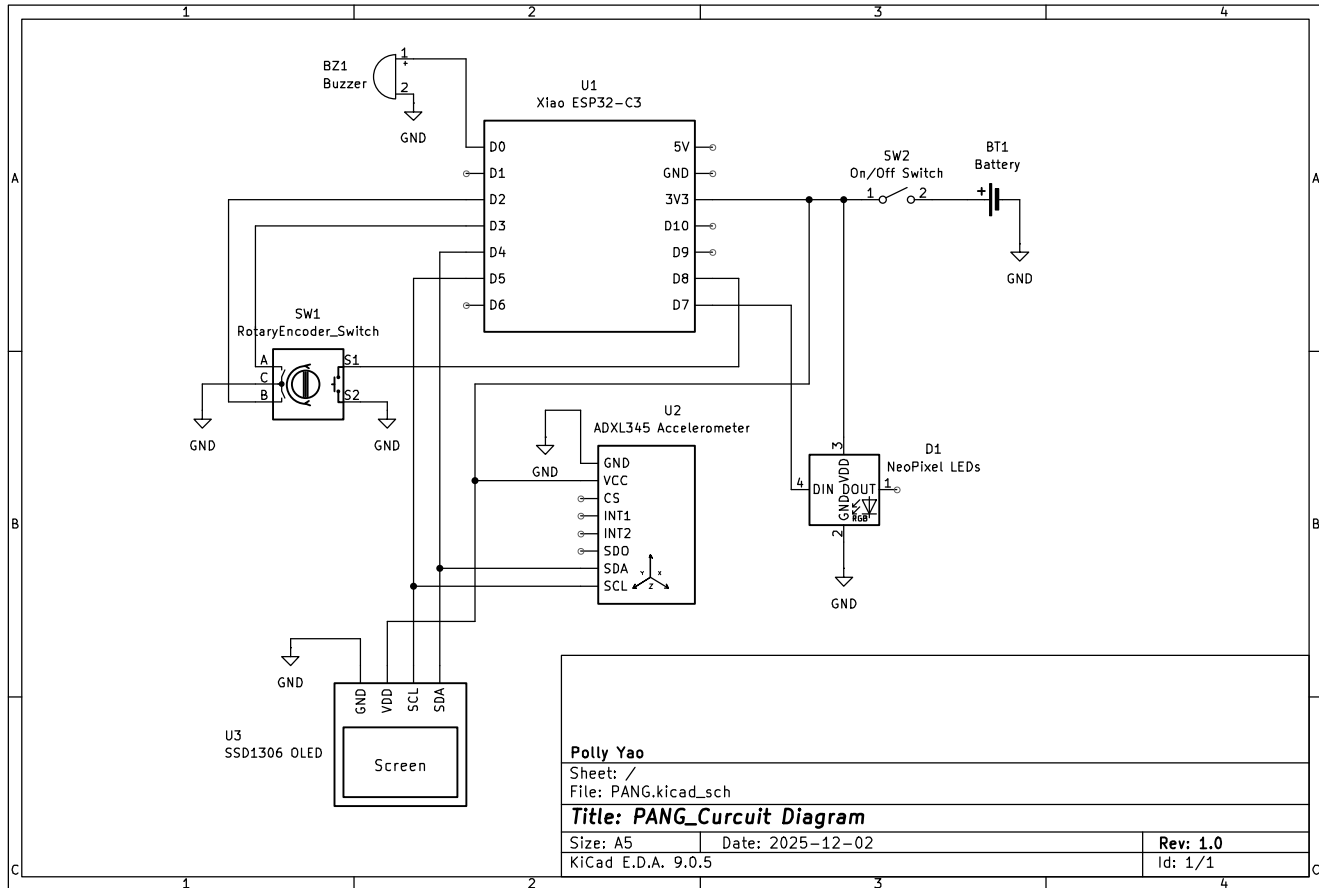 1 2 3 4
A
B
C
A
B
C
1 2 3 4
BZ1
Buzzer
1
+
2
GND
U1
Xiao ESP32-C3
D0
D1
D2
D3
D4
D5
D6
5V
GND
3V3
D10
D9
D8
D7
SW2
On/Off Switch
1 2
BT1
Battery
+
GND
SW1
RotaryEncoder_Switch
A
C
B
S1
S2
GND
GND
U2
ADXL345 Accelerometer
GND
GND
VCC
CS
INT1
INT2
SDO
SDA
SCL
Y X
Z
D1
NeoPixel LEDs
3
VDD
4 DIN DOUT 1
GND
RGB
2
GND
GND
GND
VDD
SCL
SDA
U3
SSD1306 OLED
Screen
Polly Yao
Sheet: /
File: PANG.kicad_sch
Title: PANG_Curcuit Diagram
Size: A5 Date: 2025-12-02 Rev: 1.0
KiCad E.D.A. 9.0.5 Id: 1/1